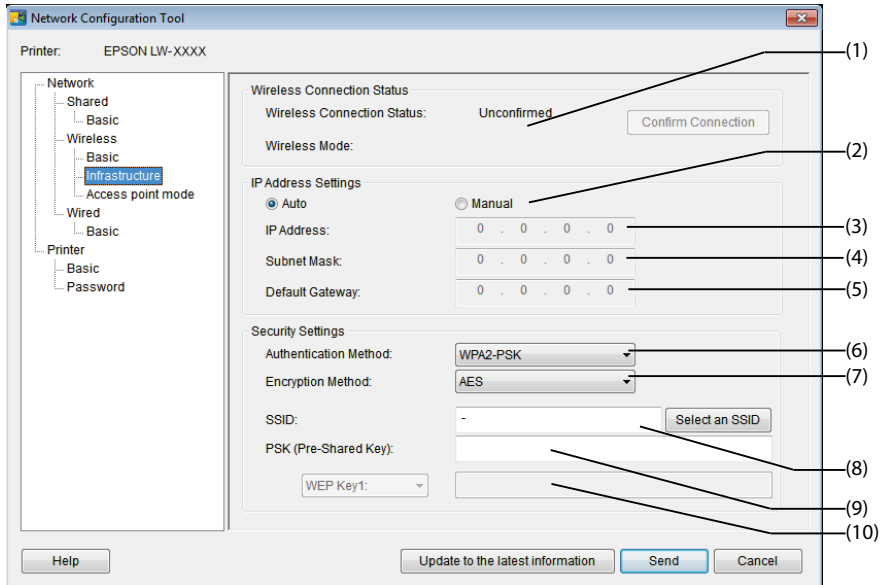 Network Configuration Tool
Printer: EPSON LW-XXXX
Network
Shared
Basic
Wireless
Basic
Infrastructure
Access point mode
Wired
Basic
Printer
Basic
Password
Wireless Connection Status
Wireless Connection Status: Unconfirmed
Confirm Connection
Wireless Mode:
(1)
IP Address Settings
Auto Manual
(2)
IP Address: 0 . 0 . 0 . 0
(3)
Subnet Mask: 0 . 0 . 0 . 0
(4)
Default Gateway: 0 . 0 . 0 . 0
(5)
Security Settings
Authentication Method: WPA2-PSK
(6)
Encryption Method: AES
(7)
SSID: - Select an SSID
(8)
PSK (Pre-Shared Key):
(9)
WEP Key1:
(10)
Help Update to the latest information Send Cancel